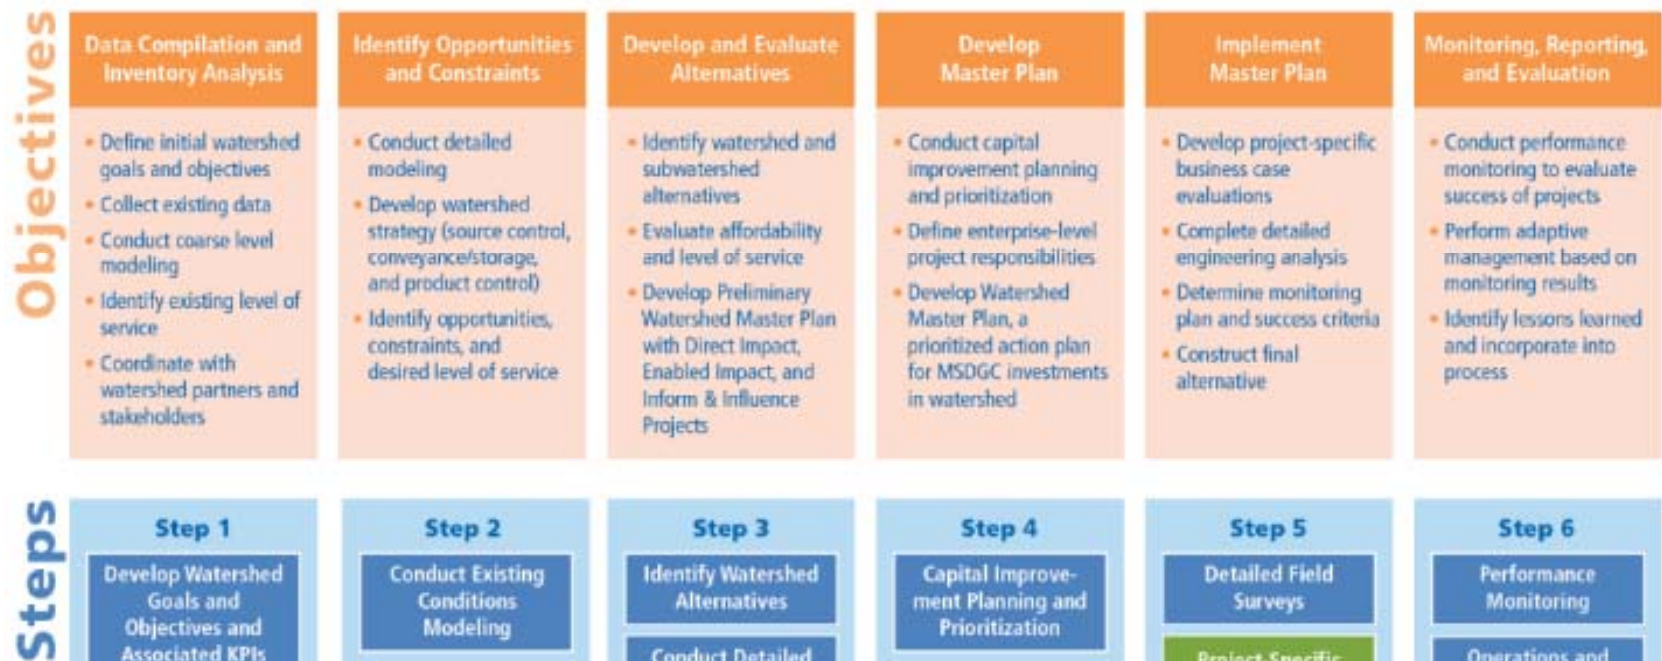 Objectives
Data Compilation and
Inventory Analysis
• Define initial watershed
goals and objectives
• Collect existing data
• Conduct coarse level
modeling
• Identify existing level of
service
• Coordinate with
watershed partners and
stakeholders
Identify Opportunities
and Constraints
• Conduct detailed
modeling
• Develop watershed
strategy (source control,
conveyance/storage,
and product control)
• Identify opportunities,
constraints, and
desired level of service
Develop and Evaluate
Alternatives
• Identify watershed and
subwatershed
alternatives
• Evaluate affordability
and level of service
• Develop Preliminary
Watershed Master Plan
with Direct Impact,
Enabled Impact, and
Inform & Influence
Projects
Develop
Master Plan
• Conduct capital
improvement planning
and prioritization
• Define enterprise-level
project responsibilities
• Develop Watershed
Master Plan, a
prioritized action plan
for MSDGC investments
in watershed
Implement
Master Plan
• Develop project-specific
business case
evaluations
• Complete detailed
engineering analysis
• Determine monitoring
plan and success criteria
• Construct final
alternative
Monitoring, Reporting,
and Evaluation
• Conduct performance
monitoring to evaluate
success of projects
• Perform adaptive
management based on
monitoring results
• Identify lessons learned
and incorporate into
process
Steps
Step 1
Develop Watershed
Goals and
Objectives and
Associated KPIs
Step 2
Conduct Existing
Conditions
Modeling
Step 3
Identify Watershed
Alternatives
Conduct Detailed
Step 4
Capital Improve-
ment Planning and
Prioritization
Step 5
Detailed Field
Surveys
Project Specific
Step 6
Performance
Monitoring
Operations and